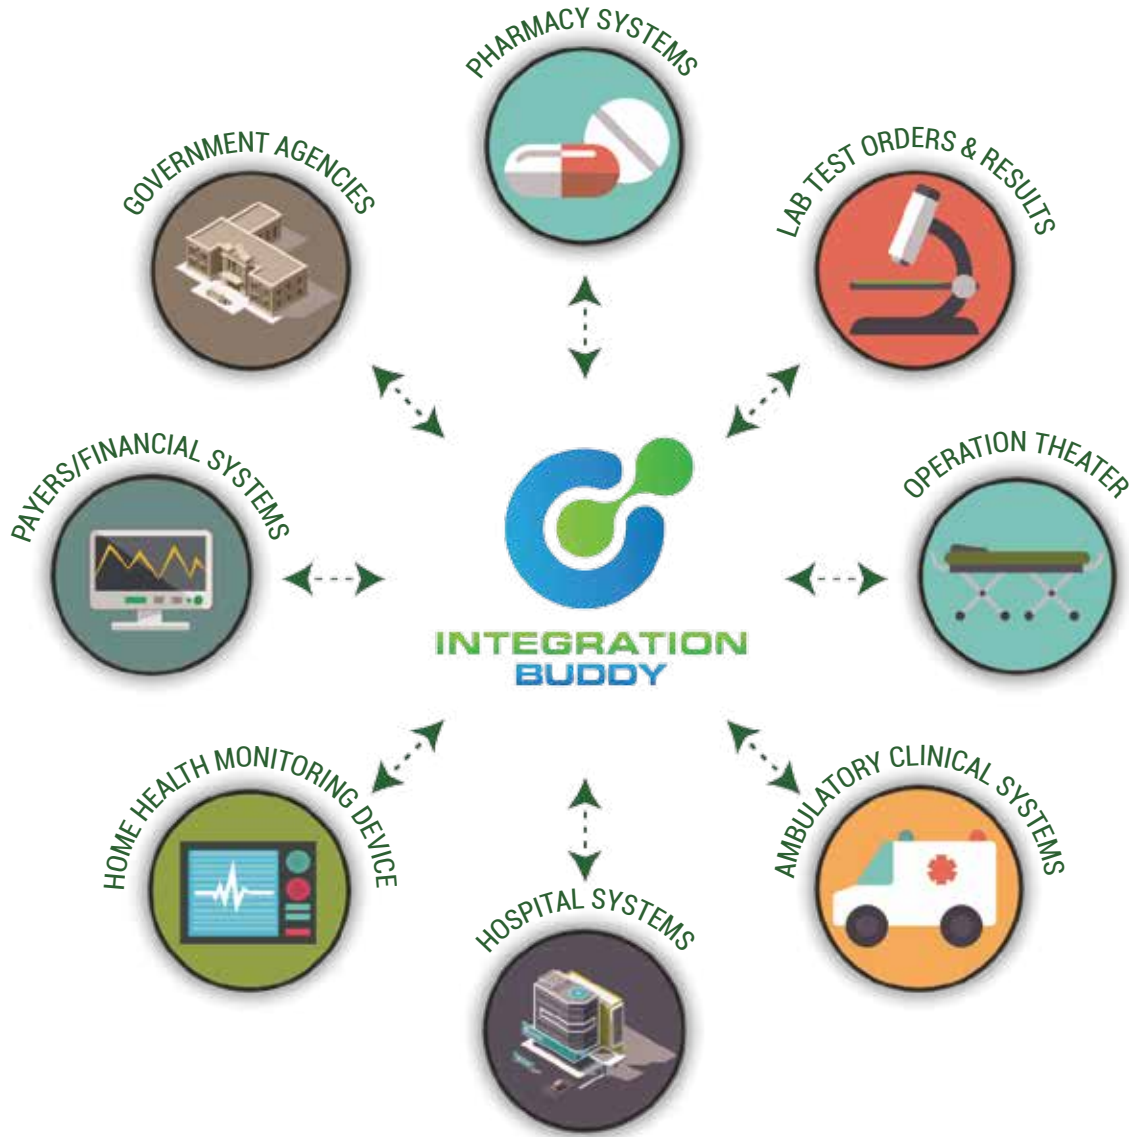 PHARMACY SYSTEMS
GOVERNMENT AGENCIES
LAB TEST ORDERS & RESULTS
PAYERS/FINANCIAL SYSTEMS
OPERATION THEATER
INTEGRATION
BUDDY
HOME HEALTH MONITORING DEVICE
AMBULATORY CLINICAL SYSTEMS
HOSPITAL SYSTEMS